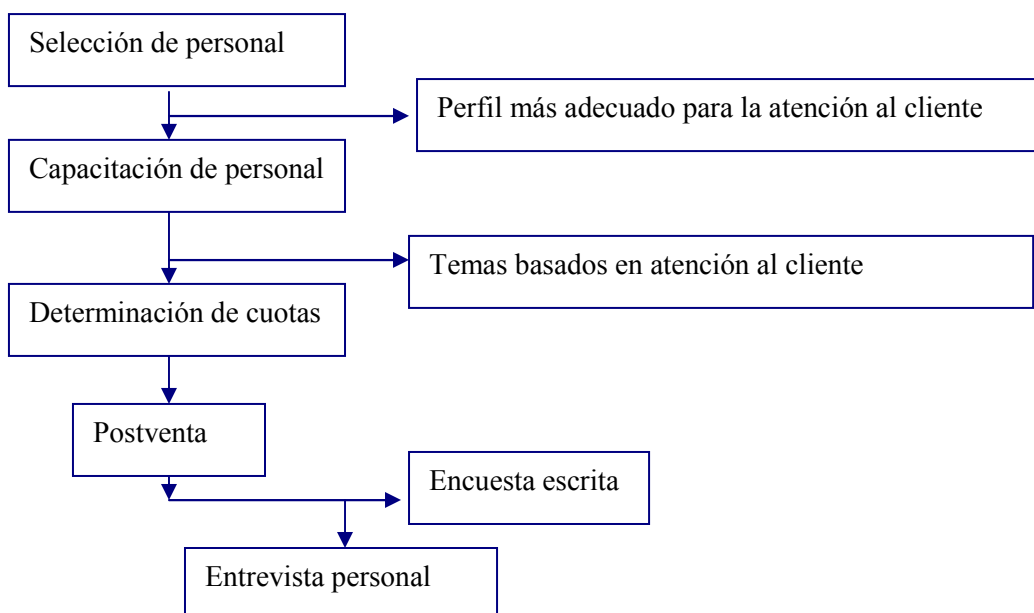 Selección de personal
Perfil más adecuado para la atención al cliente
Capacitación de personal
Temas basados en atención al cliente
Determinación de cuotas
Postventa
Encuesta escrita
Entrevista personal